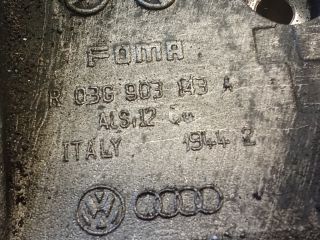 FOMA
R 03G 903 143 A
ALSi12 Cu
ITALY 1944 2